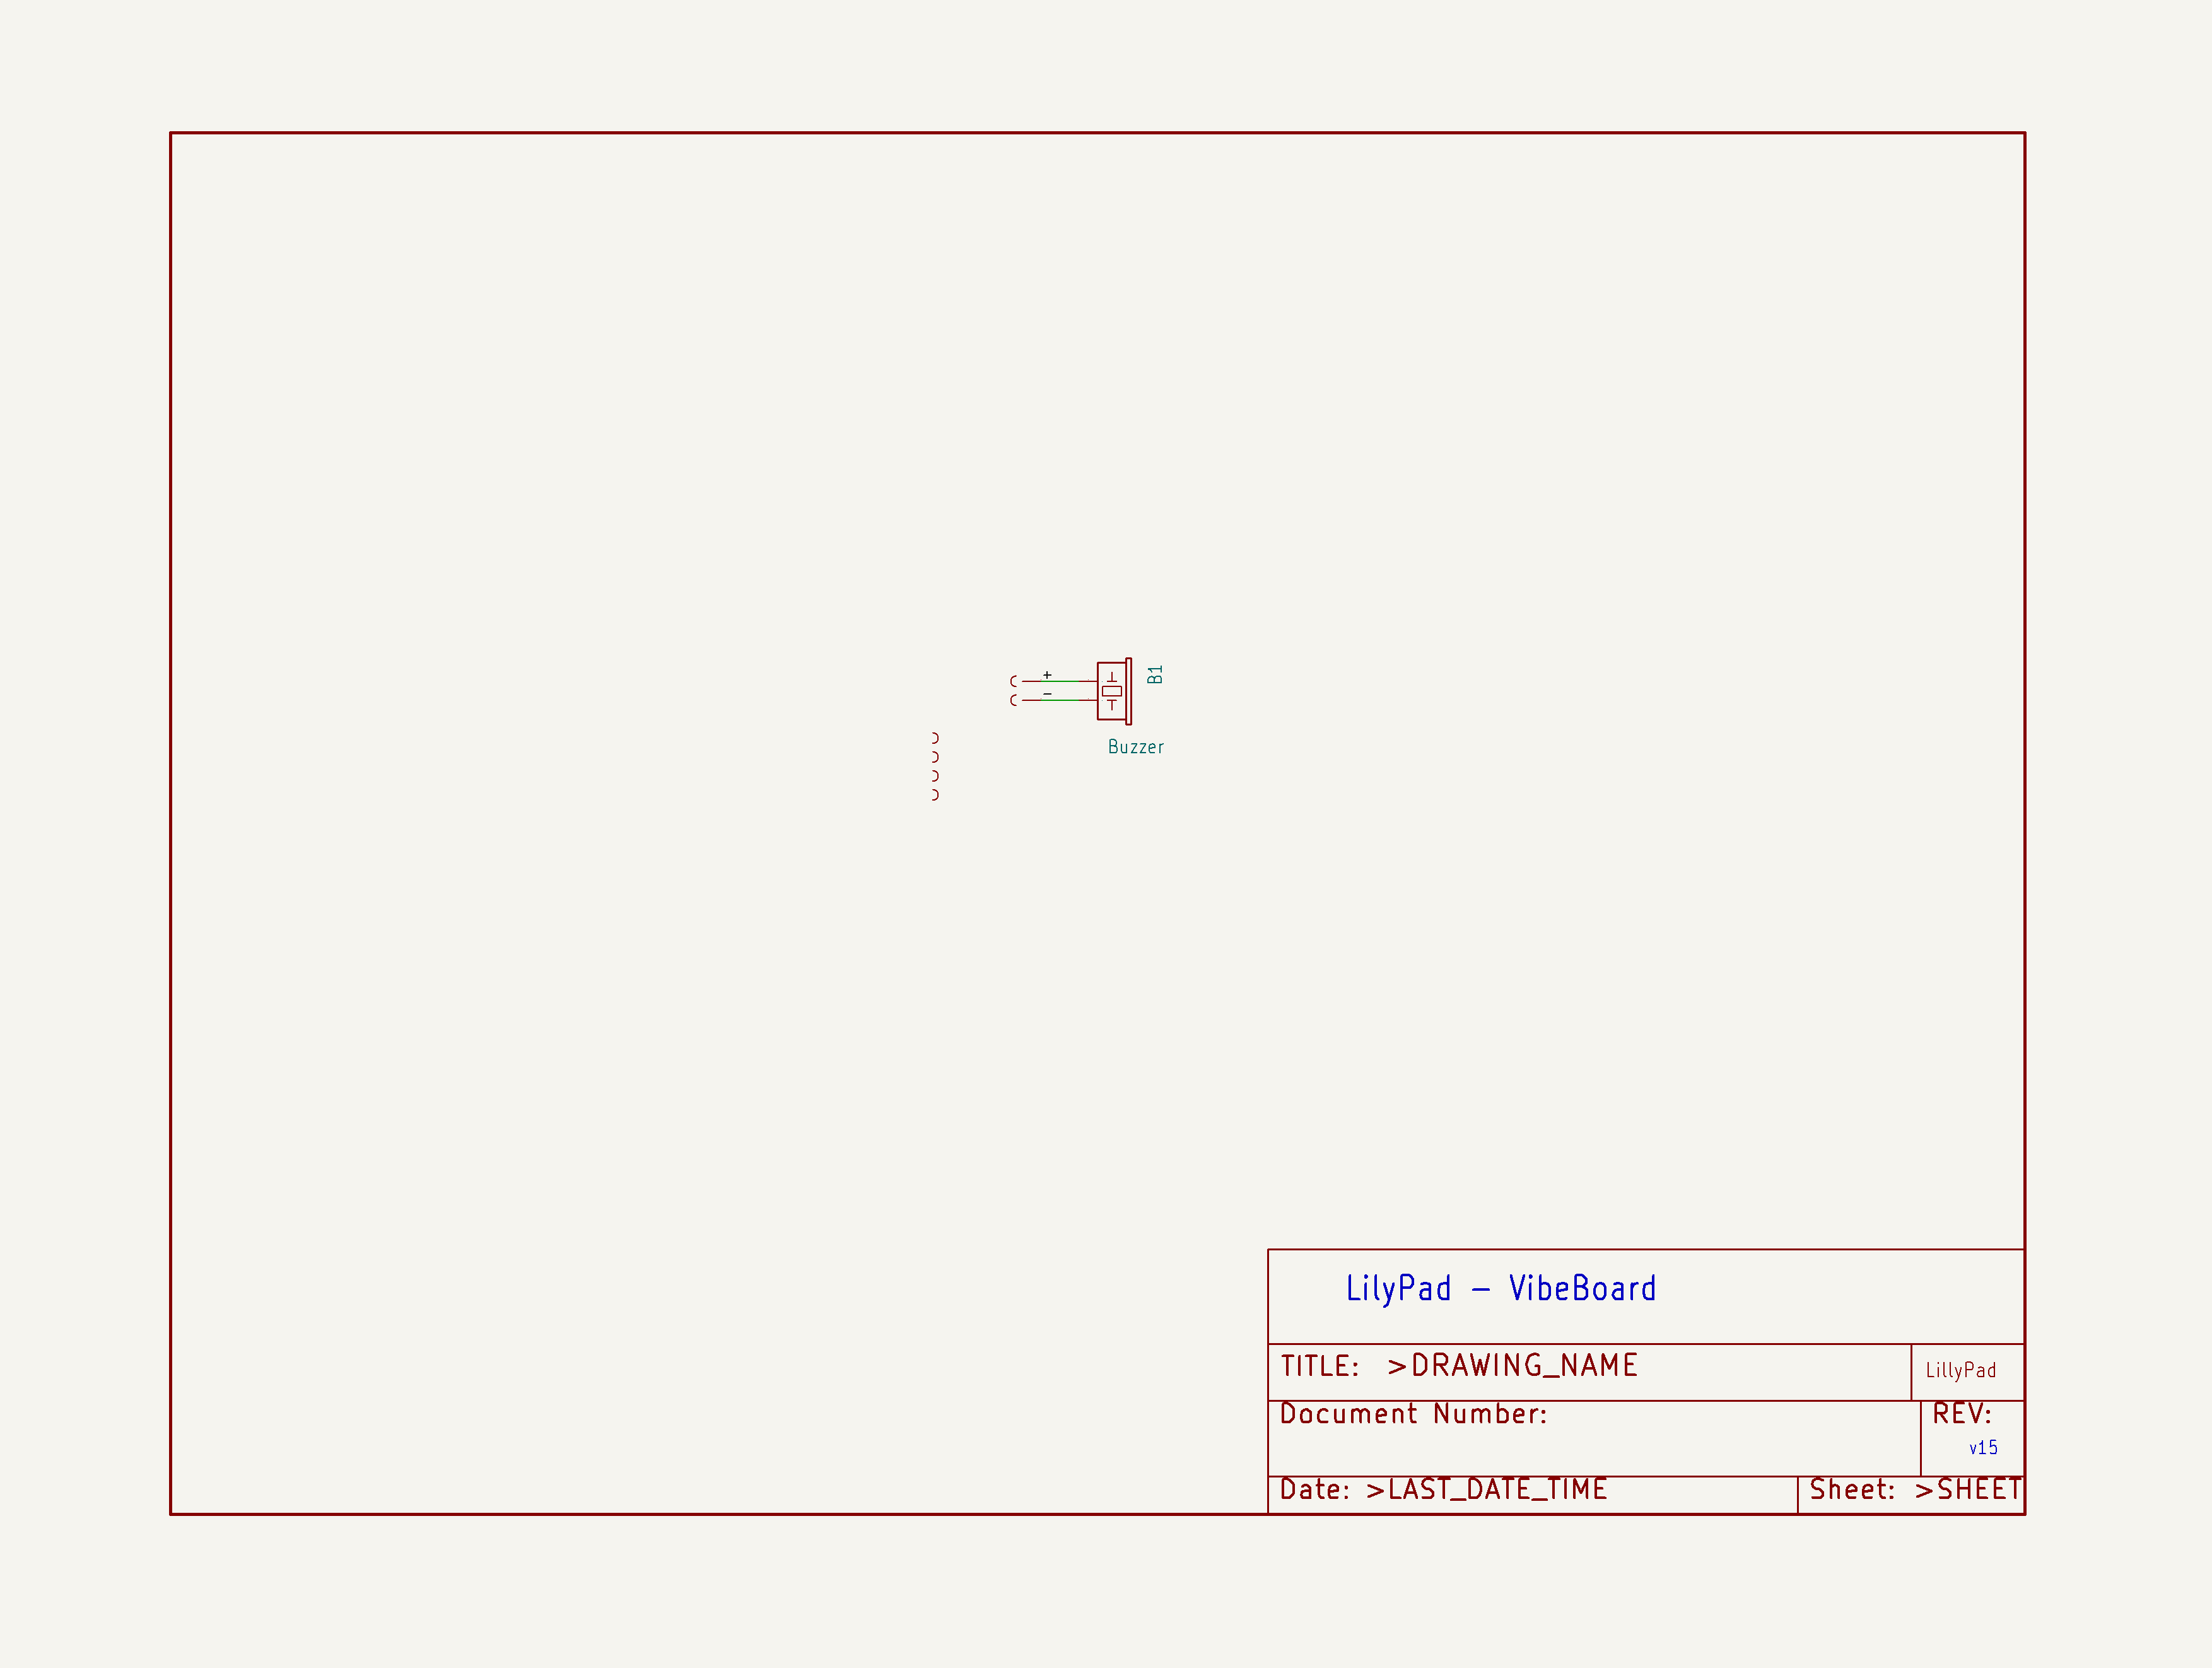 +
B1
-
Buzzer
LilyPad - VibeBoard
TITLE: >DRAWING_NAME
LillyPad
Document Number:
REV:
v15
Date: >LAST_DATE_TIME
Sheet: >SHEET